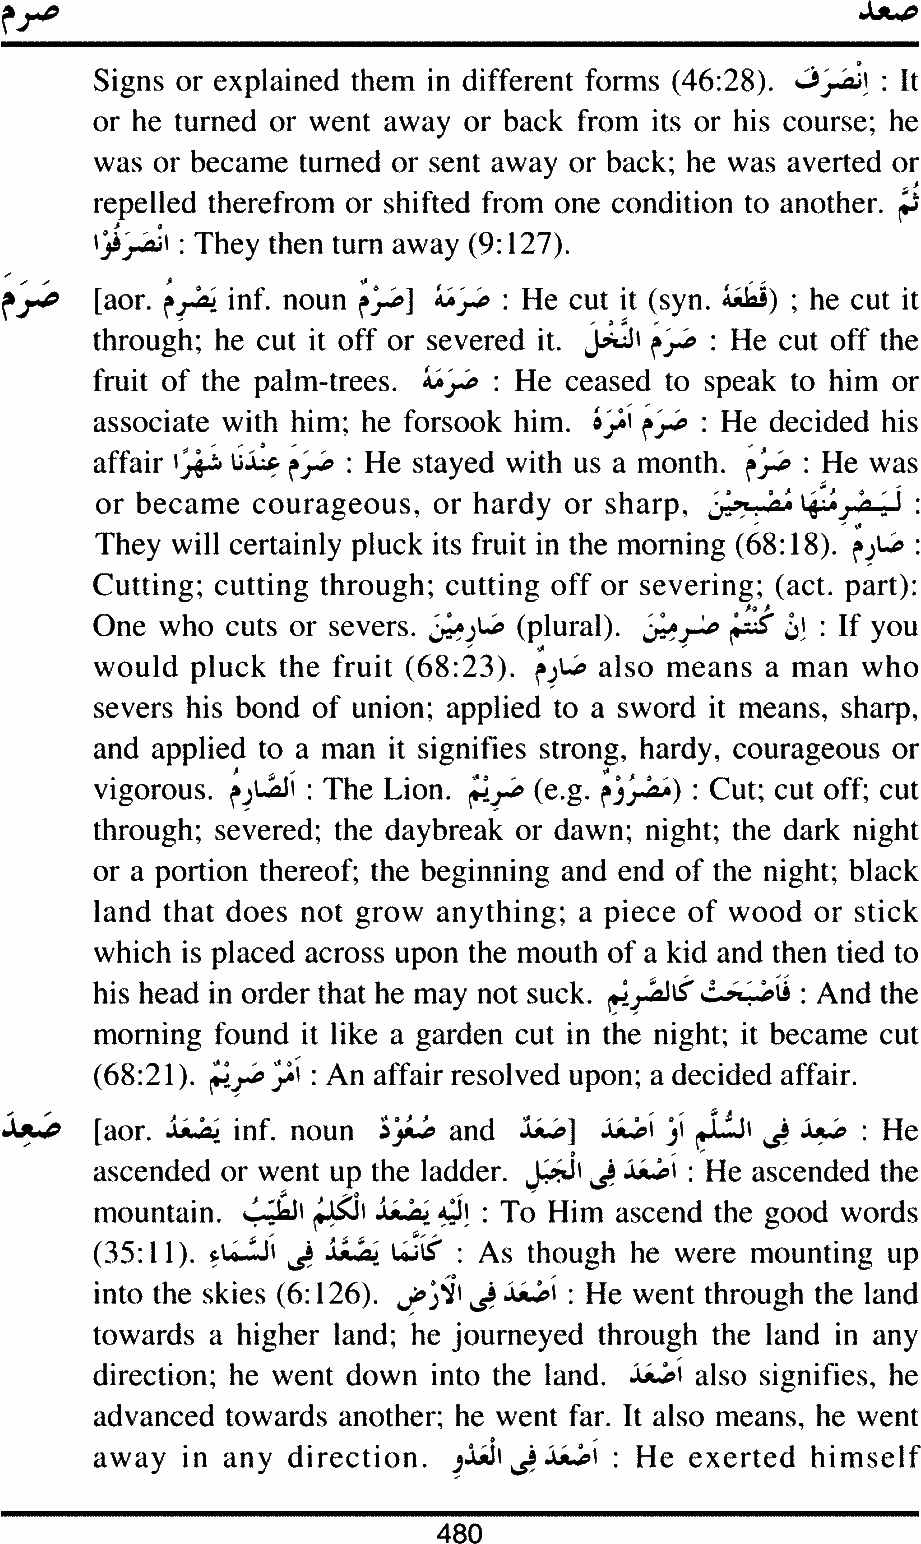 صرم صعد
Signs or explained them in different forms (46:28). اِنْصَرَفَ : It
or he turned or went away or back from its or his course; he
was or became turned or sent away or back; he was averted or
repelled therefrom or shifted from one condition to another. ثُمَّ
انْصَرَفُوْا : They then turn away (9:127).
صَرَمَ [aor. يَصْرِمُ inf. noun صَرْمٌ] صَرَمَهٗ : He cut it (syn. قَطَعَهٗ) ; he cut it
through; he cut it off or severed it. صَرَمَ النَّخْلَ : He cut off the
fruit of the palm-trees. صَرَمَهٗ : He ceased to speak to him or
associate with him; he forsook him. صَرَمَ اَمْرَهٗ : He decided his
affair صَرَمَ عِنْدَنَا شَهْرًا : He stayed with us a month. صَرُمَ : He was
or became courageous, or hardy or sharp, لَيَصْرِمُنَّهَا مُصْبِحِيْنَ :
They will certainly pluck its fruit in the morning (68:18). صَارِمٌ :
Cutting; cutting through; cutting off or severing; (act. part):
One who cuts or severs. صَارِمِيْنَ (plural). اِنْ كُنْتُمْ صٰرِمِيْنَ : If you
would pluck the fruit (68:23). صَارِمٌ also means a man who
severs his bond of union; applied to a sword it means, sharp,
and applied to a man it signifies strong, hardy, courageous or
vigorous. اَلصَّارِمُ : The Lion. صَرِيْمٌ (e.g. مَصْرُوْمٌ) : Cut; cut off; cut
through; severed; the daybreak or dawn; night; the dark night
or a portion thereof; the beginning and end of the night; black
land that does not grow anything; a piece of wood or stick
which is placed across upon the mouth of a kid and then tied to
his head in order that he may not suck. فَاَصْبَحَتْ كَالصَّرِيْمِ : And the
morning found it like a garden cut in the night; it became cut
(68:21). اَمْرٌ صَرِيْمٌ : An affair resolved upon; a decided affair.
صَعِدَ [aor. يَصْعَدُ inf. noun صُعُوْدٌ and صَعَدٌ] صَعِدَ فِى السُّلَّمِ اَوْ اَصْعَدَ : He
ascended or went up the ladder. اَصْعَدَ فِى الْجَبَلِ : He ascended the
mountain. اِلَيْهِ يَصْعَدُ الْكَلِمُ الطَّيِّبُ : To Him ascend the good words
(35:11). كَاَنَّمَا يَصَّعَّدُ فِى السَّمَاءِ : As though he were mounting up
into the skies (6:126). اَصْعَدَ فِى الْاَرْضِ : He went through the land
towards a higher land; he journeyed through the land in any
direction; he went down into the land. اَصْعَدَ also signifies, he
advanced towards another; he went far. It also means, he went
away in any direction. اَصْعَدَ فِى الْعَدْوِ : He exerted himself
480